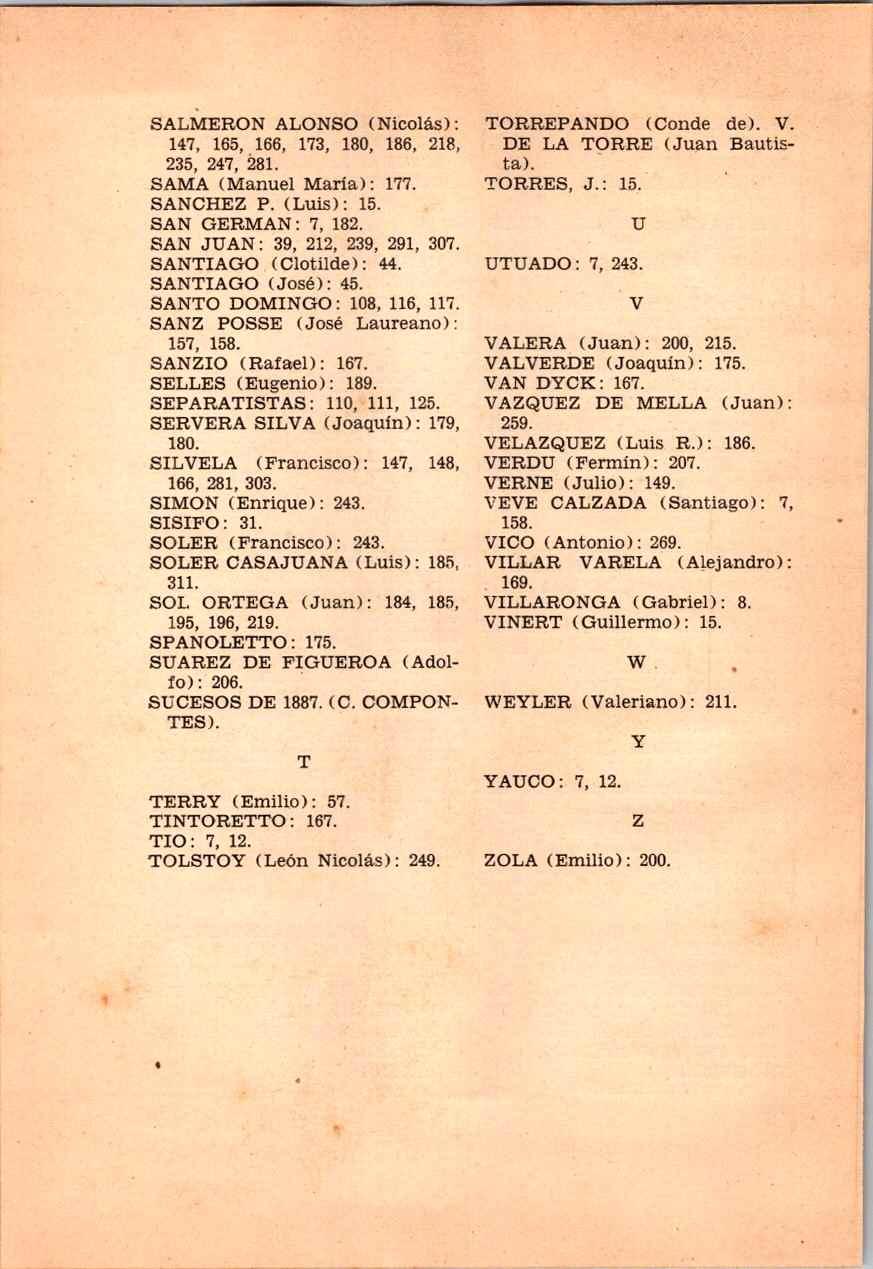 SALMERON ALONSO (Nicolás):
147, 165, 166, 173, 180, 186, 218,
235, 247, 281.
SAMA (Manuel María): 177.
SANCHEZ P. (Luis): 15.
SAN GERMAN: 7, 182.
SAN JUAN: 39, 212, 239, 291, 307.
SANTIAGO (Clotilde): 44.
SANTIAGO (José): 45.
SANTO DOMINGO: 108, 116, 117.
SANZ POSSE (José Laureano):
157, 158.
SANZIO (Rafael): 167.
SELLES (Eugenio): 189.
SEPARATISTAS: 110, 111, 125.
SERVERA SILVA (Joaquín): 179,
180.
SILVELA (Francisco): 147, 148,
166, 281, 303.
SIMON (Enrique): 243.
SISIFO: 31.
SOLER (Francisco): 243.
SOLER CASAJUANA (Luis): 185,
311.
SOL ORTEGA (Juan): 184, 185,
195, 196, 219.
SPANOLETTO: 175.
SUAREZ DE FIGUEROA (Adol-
fo): 206.
SUCESOS DE 1887. (C. COMPON-
TES).
T
TERRY (Emilio): 57.
TINTORETTO: 167.
TIO: 7, 12.
TOLSTOY (León Nicolás): 249.
TORREPANDO (Conde de). V.
DE LA TORRE (Juan Bautis-
ta).
TORRES, J.: 15.
U
UTUADO: 7, 243.
V
VALERA (Juan): 200, 215.
VALVERDE (Joaquín): 175.
VAN DYCK: 167.
VAZQUEZ DE MELLA (Juan):
259.
VELAZQUEZ (Luis R.): 186.
VERDU (Fermín): 207.
VERNE (Julio): 149.
VEVE CALZADA (Santiago): 7,
158.
VICO (Antonio): 269.
VILLAR VARELA (Alejandro):
169.
VILLARONGA (Gabriel): 8.
VINERT (Guillermo): 15.
W
WEYLER (Valeriano): 211.
Y
YAUCO: 7, 12.
Z
ZOLA (Emilio): 200.